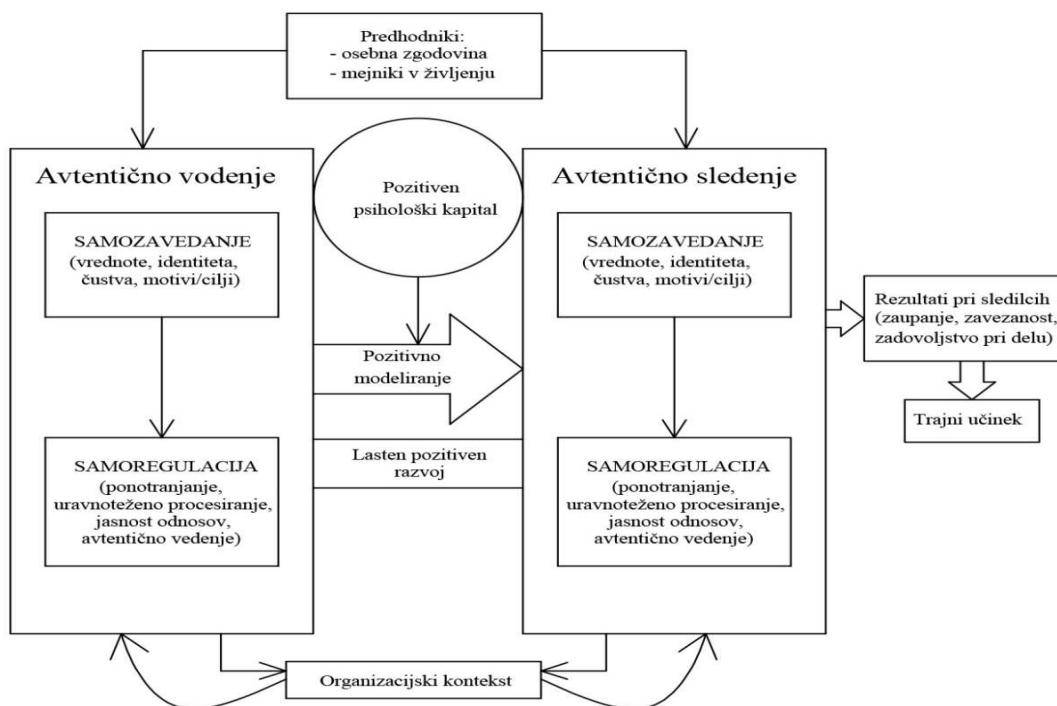 Predhodniki:
- osebna zgodovina
- mejniki v življenju
Avtentično vodenje
SAMOZAVEDANJE
(vrednote, identiteta,
čustva, motivi/cilji)
SAMOREGULACIJA
(ponotranjanje,
uravnoteženo procesiranje,
jasnost odnosov,
avtentično vedenje)
Pozitiven
psihološki kapital
Pozitivno
modeliranje
Lasten pozitiven
razvoj
Avtentično sledenje
SAMOZAVEDANJE
(vrednote, identiteta,
čustva, motivi/cilji)
SAMOREGULACIJA
(ponotranjanje,
uravnoteženo procesiranje,
jasnost odnosov,
avtentično vedenje)
Rezultati pri sledilcih
(zaupanje, zavezanost,
zadovoljstvo pri delu)
Trajni učinek
Organizacijski kontekst